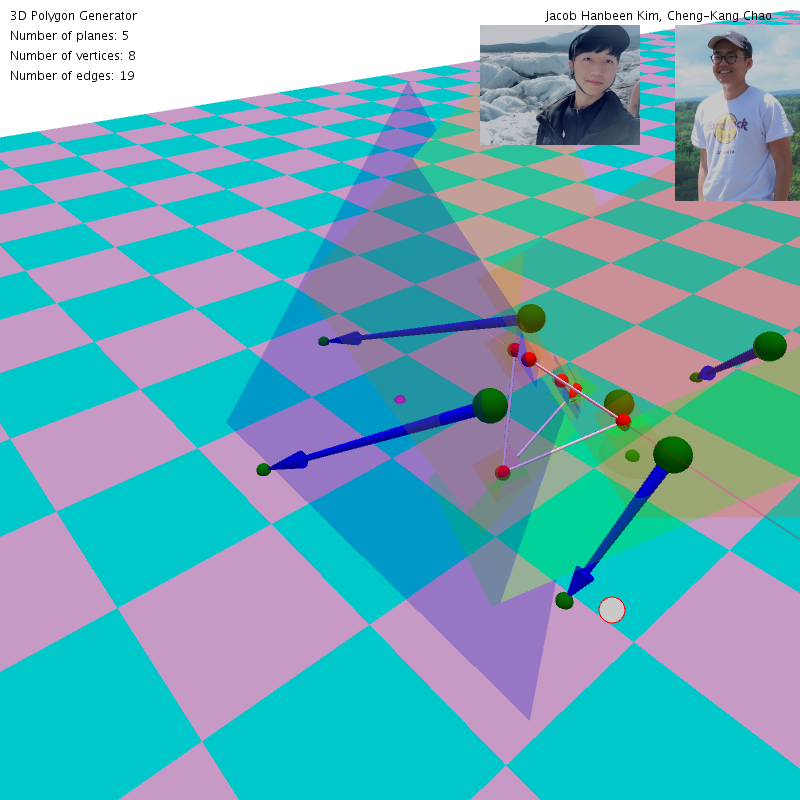 3D Polygon Generator
Jacob Hanbeen Kim, Cheng-Kang Chao
Number of planes: 5
Number of vertices: 8
Number of edges: 19